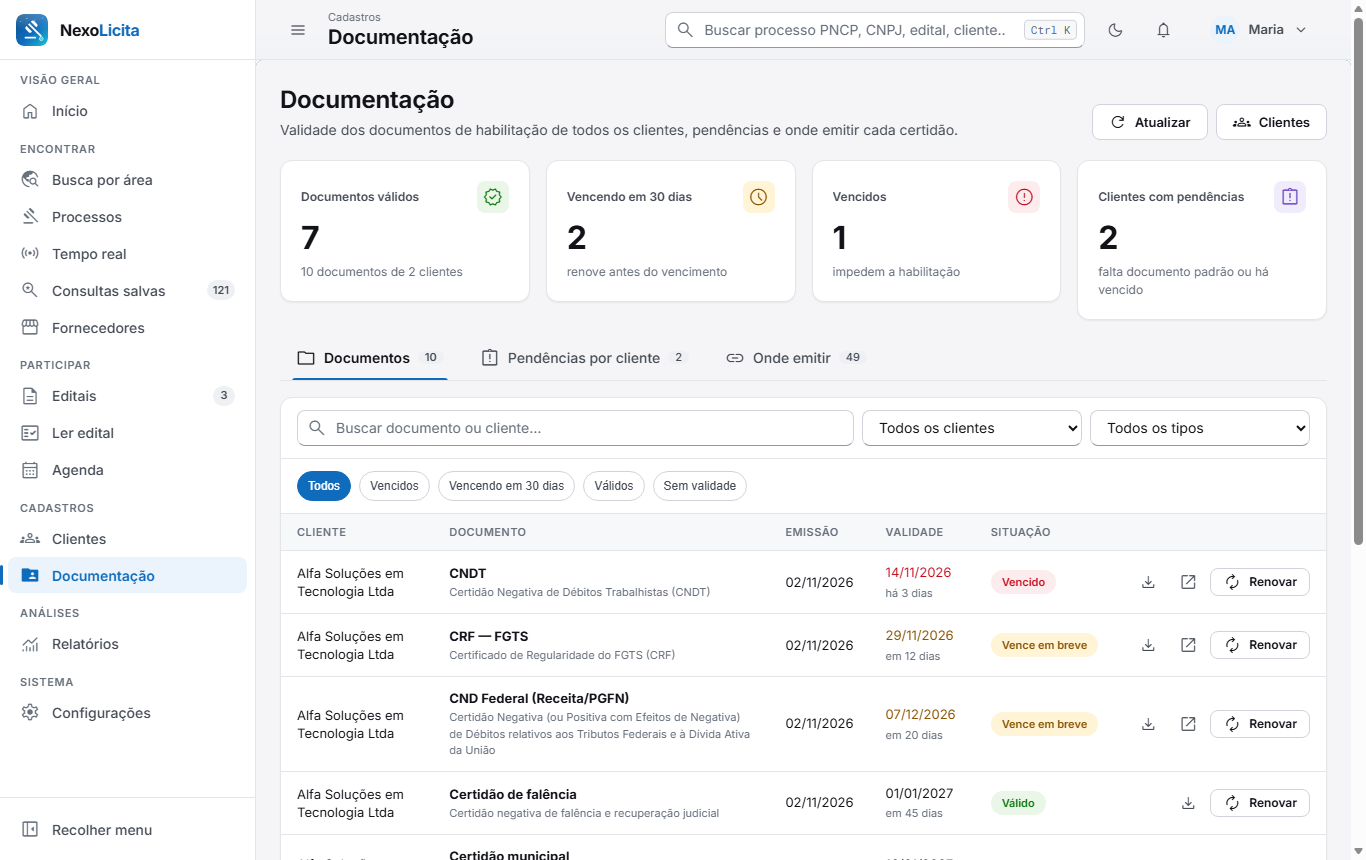 NexoLicita
Cadastros
Documentação
Buscar processo PNCP, CNPJ, edital, cliente..
Ctrl K
MA
Maria
VISÃO GERAL
Início
ENCONTRAR
Busca por área
Processos
Tempo real
Consultas salvas
121
Fornecedores
PARTICIPAR
Editais
3
Ler edital
Agenda
CADASTROS
Clientes
Documentação
ANÁLISES
Relatórios
SISTEMA
Configurações
Recolher menu
Documentação
Validade dos documentos de habilitação de todos os clientes, pendências e onde emitir cada certidão.
Atualizar
Clientes
Documentos válidos
7
10 documentos de 2 clientes
Vencendo em 30 dias
2
renove antes do vencimento
Vencidos
1
impedem a habilitação
Clientes com pendências
2
falta documento padrão ou há
vencido
Documentos 10
Pendências por cliente 2
Onde emitir 49
Buscar documento ou cliente...
Todos os clientes
Todos os tipos
Todos
Vencidos
Vencendo em 30 dias
Válidos
Sem validade
CLIENTE DOCUMENTO EMISSÃO VALIDADE SITUAÇÃO
Alfa Soluções em
Tecnologia Ltda
CNDT
Certidão Negativa de Débitos Trabalhistas (CNDT)
02/11/2026
14/11/2026
há 3 dias
Vencido
Renovar
Alfa Soluções em
Tecnologia Ltda
CRF — FGTS
Certificado de Regularidade do FGTS (CRF)
02/11/2026
29/11/2026
em 12 dias
Vence em breve
Renovar
Alfa Soluções em
Tecnologia Ltda
CND Federal (Receita/PGFN)
Certidão Negativa (ou Positiva com Efeitos de Negativa)
de Débitos relativos aos Tributos Federais e à Dívida Ativa
da União
02/11/2026
07/12/2026
em 20 dias
Vence em breve
Renovar
Alfa Soluções em
Tecnologia Ltda
Certidão de falência
Certidão negativa de falência e recuperação judicial
02/11/2026
01/01/2027
em 45 dias
Válido
Renovar
Certidão municipal